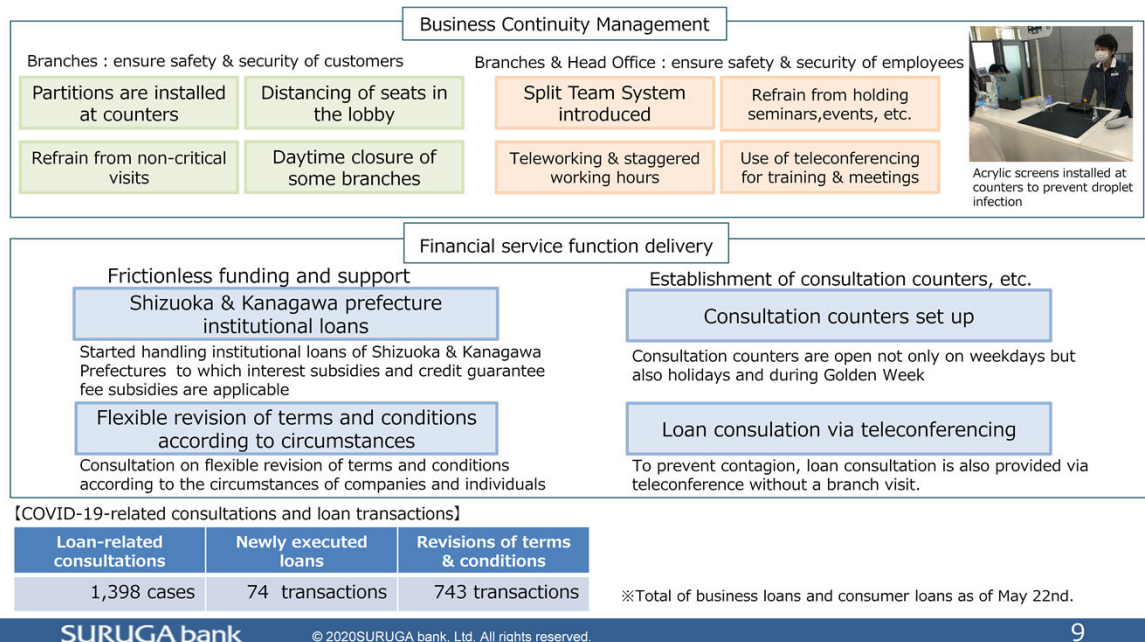 Business Continuity Management
Branches : ensure safety & security of customers
Partitions are installed
at counters
Distancing of seats in
the lobby
Refrain from non-critical
visits
Daytime closure of
some branches
Branches & Head Office : ensure safety & security of employees
Split Team System
introduced
Refrain from holding
seminars,events, etc.
Teleworking & staggered
working hours
Use of teleconferencing
for training & meetings
Acrylic screens installed at
counters to prevent droplet
infection
Financial service function delivery
Frictionless funding and support
Shizuoka & Kanagawa prefecture
institutional loans
Started handling institutional loans of Shizuoka & Kanagawa
Prefectures to which interest subsidies and credit guarantee
fee subsidies are applicable
Flexible revision of terms and conditions
according to circumstances
Consultation on flexible revision of terms and conditions
according to the circumstances of companies and individuals
Establishment of consultation counters, etc.
Consultation counters set up
Consultation counters are open not only on weekdays but
also holidays and during Golden Week
Loan consulation via teleconferencing
To prevent contagion, loan consultation is also provided via
teleconference without a branch visit.
【COVID-19-related consultations and loan transactions】
Loan-related
consultations
Newly executed
loans
Revisions of terms
& conditions
1,398 cases
74 transactions
743 transactions
※Total of business loans and consumer loans as of May 22nd.
SURUGA bank
© 2020SURUGA bank, Ltd. All rights reserved.
9